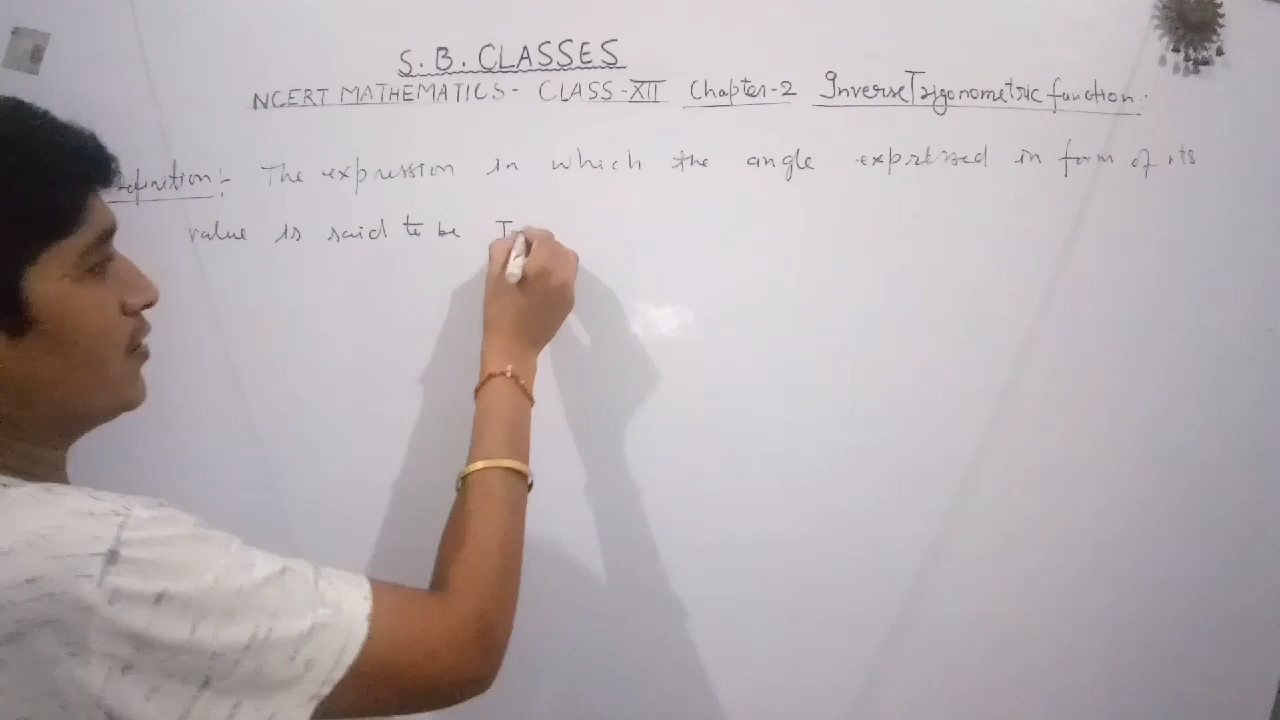 S. B. CLASSES
NCERT MATHEMATICS - CLASS-XII Chapter-2 Inverse Trigonometric function.
Definition:- The expression in which the angle expressed in form of its
value is said to be I